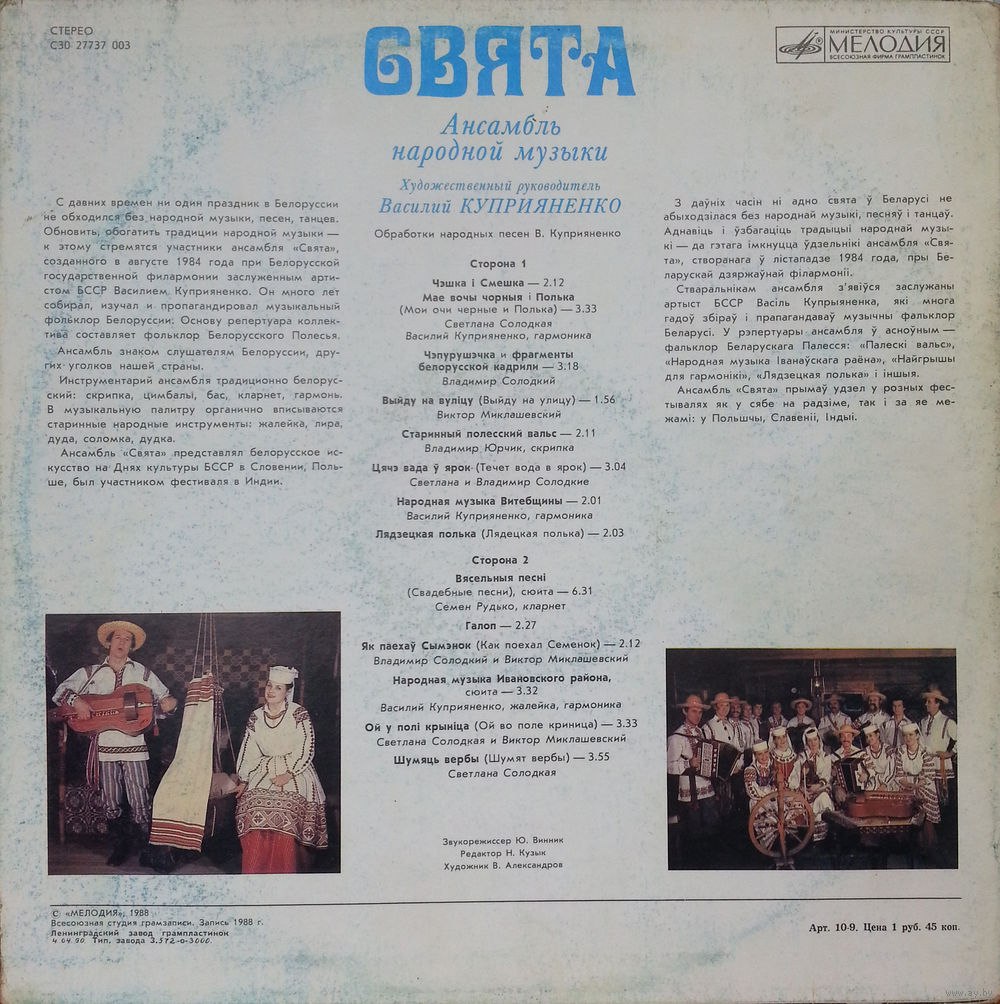 СТЕРЕО
С30 27737 003
СВЯТА
МИНИСТЕРСТВО КУЛЬТУРЫ СССР
МЕЛОДИЯ
ВСЕСОЮЗНАЯ ФИРМА ГРАМПЛАСТИНОК
Ансамбль
народной музыки
Художественный руководитель
Василий КУПРИЯНЕНКО
Обработки народных песен В. Куприяненко
С давних времен ни один праздник в Белоруссии
не обходился без народной музыки, песен, танцев.
Обновить, обогатить традиции народной музыки —
к этому стремятся участники ансамбля «Свята»,
созданного в августе 1984 года при Белорусской
государственной филармонии заслуженным арти-
стом БССР Василием Куприяненко. Он много лет
собирал, изучал и пропагандировал музыкальный
фольклор Белоруссии. Основу репертуара коллек-
тива составляет фольклор Белорусского Полесья.
Ансамбль знаком слушателям Белоруссии, дру-
гих уголков нашей страны.
Инструментарий ансамбля традиционно белорус-
ский: скрипка, цимбалы, бас, кларнет, гармонь.
В музыкальную палитру органично вписываются
старинные народные инструменты: жалейка, лира,
дуда, соломка, дудка.
Ансамбль «Свята» представлял белорусское ис-
кусство на Днях культуры БССР в Словении, Поль-
ше, был участником фестиваля в Индии.
Сторона 1
Чэшка і Смешка — 2.12
Мае вочы чорныя і Полька
(Мои очи черные и Полька) — 3.33
Светлана Солодкая
Василий Куприяненко, гармоника
Чэпурушэчка и фрагменты
белорусской кадрили — 3.18
Владимир Солодкий
Выйду на вуліцу (Выйду на улицу) — 1.56
Виктор Миклашевский
Старинный полесский вальс — 2.11
Владимир Юрчик, скрипка
Цячэ вада ў ярок (Течет вода в ярок) — 3.04
Светлана и Владимир Солодкие
Народная музыка Витебщины — 2.01
Василий Куприяненко, гармоника
Лядзецкая полька (Лядецкая полька) — 2.03
Сторона 2
Вясельныя песні
(Свадебные песни), сюита — 6.31
Семен Рудько, кларнет
Галоп — 2.27
Як паехаў Сымэнок (Как поехал Семенок) — 2.12
Владимир Солодкий и Виктор Миклашевский
Народная музыка Ивановского района,
сюита — 3.32
Василий Куприяненко, жалейка, гармоника
Ой у полі крыніца (Ой во поле криница) — 3.33
Светлана Солодкая и Виктор Миклашевский
Шумяць вербы (Шумят вербы) — 3.55
Светлана Солодкая
Звукорежиссер Ю. Винник
Редактор Н. Кузык
Художник В. Александров
З даўніх часін ні адно свята ў Беларусі не
абыходзілася без народнай музыкі, песняў і танцаў.
Аднавіць і ўзбагаціць традыцыі народнай музы-
кі — да гэтага імкнуцца ўдзельнікі ансамбля «Свя-
та», створанага ў лістападзе 1984 года, пры Бе-
ларускай дзяржаўнай філармоніі.
Стваральнікам ансамбля з'явіўся заслужаны
артыст БССР Васіль Купрыяненка, які многа
гадоў збіраў і прапагандаваў музычны фальклор
Беларусі. У рэпертуары ансамбля ў асноўным —
фальклор Беларускага Палесся: «Палескі вальс»,
«Народная музыка Іванаўскага раёна», «Найгрышы
для гармонікі», «Лядзецкая полька» і іншыя.
Ансамбль «Свята» прымаў удзел у розных фес-
тывалях як у сябе на радзіме, так і за яе ме-
жамі: у Польшчы, Славеніі, Індыі.
© «МЕЛОДИЯ», 1988
Всесоюзная студия грамзаписи. Запись 1988 г.
Ленинградский завод грампластинок
4 04 90 Тип. завода З.572-о-3000.
Арт. 10-9. Цена 1 руб. 45 коп.
www.ay.by